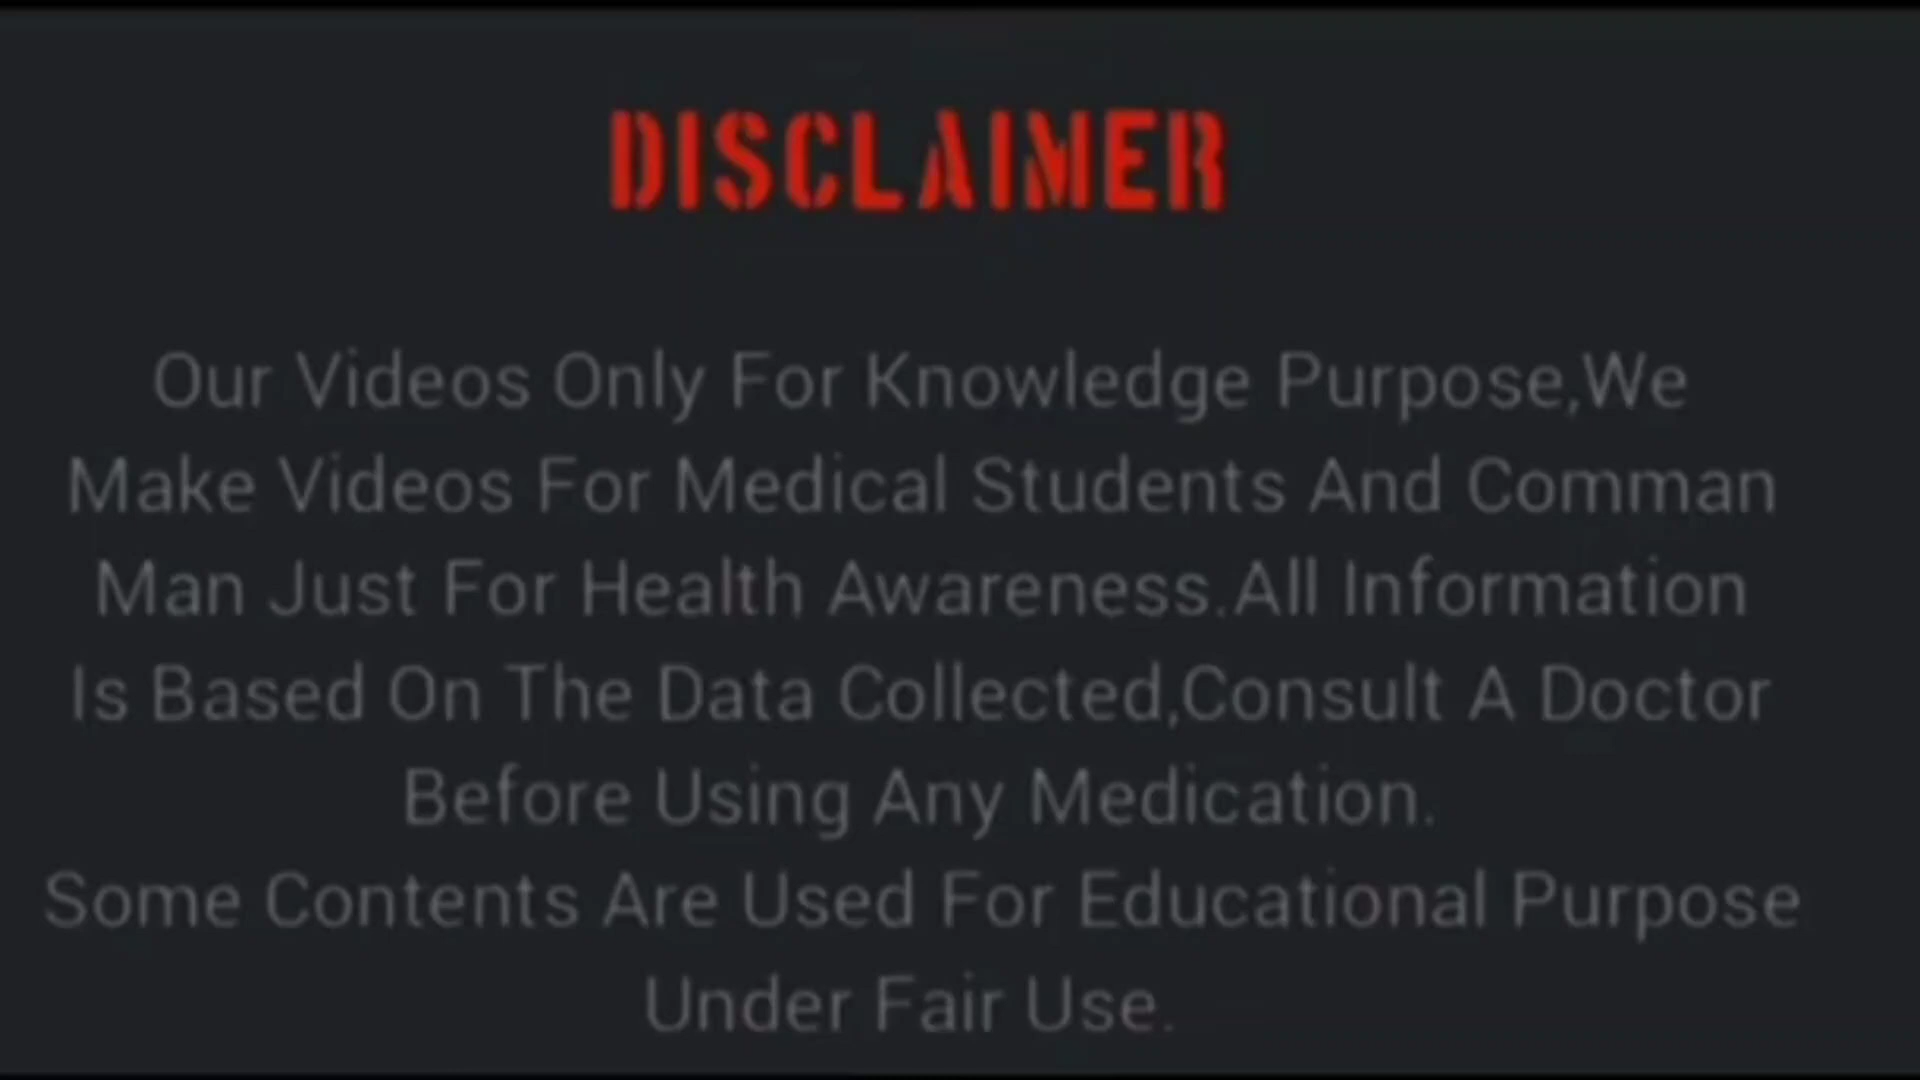 DISCLAIMER
Our Videos Only For Knowledge Purpose,We
Make Videos For Medical Students And Comman
Man Just For Health Awareness.All Information
Is Based On The Data Collected,Consult A Doctor
Before Using Any Medication.
Some Contents Are Used For Educational Purpose
Under Fair Use.